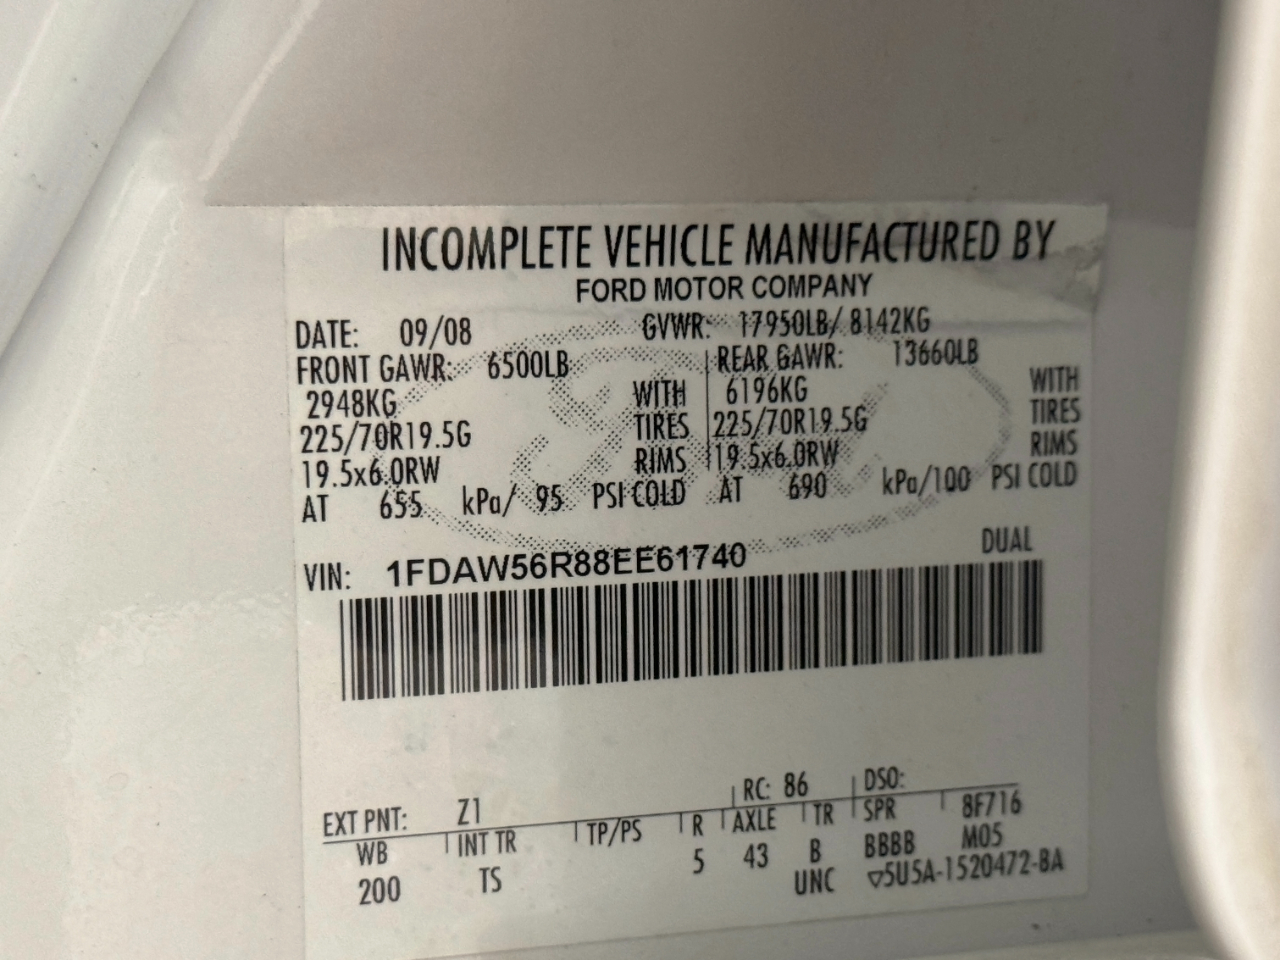 INCOMPLETE VEHICLE MANUFACTURED BY
FORD MOTOR COMPANY
DATE: 09/08 GVWR: 17950LB/ 8142KG
FRONT GAWR: 6500LB REAR GAWR: 13660LB
2948KG WITH 6196KG WITH
225/70R19.5G TIRES 225/70R19.5G TIRES
19.5x6.0RW RIMS 19.5x6.0RW RIMS
AT 655 kPa/ 95 PSI COLD AT 690 kPa/100 PSI COLD
VIN: 1FDAW56R88EE61740 DUAL
EXT PNT: Z1 RC: 86 DSO:
WB INT TR TP/PS R AXLE TR SPR 8F716
200 TS 5 43 B BBBB M05
UNC ▽5U5A-1520472-BA